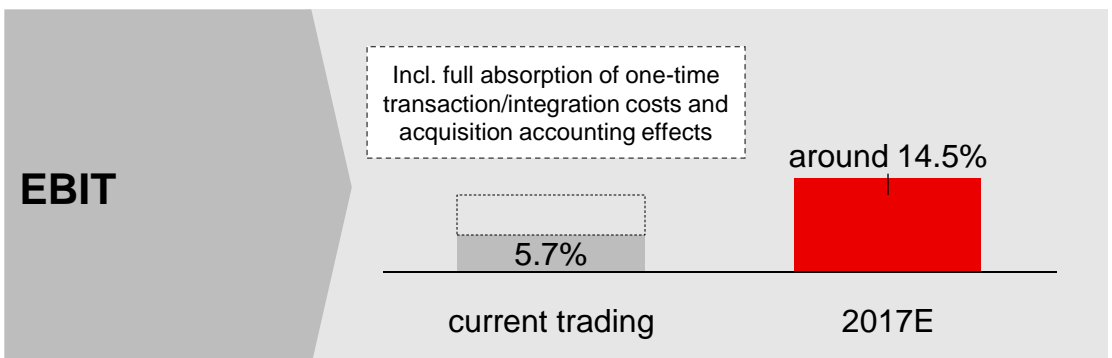 EBIT
Incl. full absorption of one-time
transaction/integration costs and
acquisition accounting effects
around 14.5%
5.7%
current trading
2017E